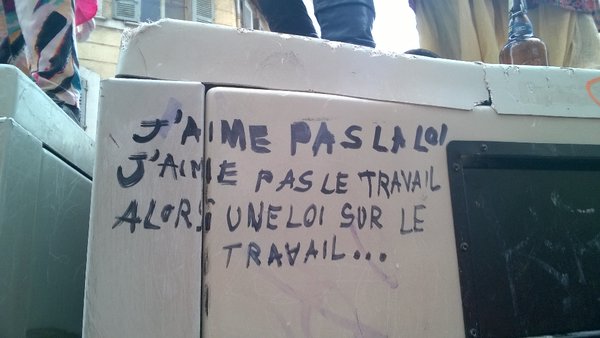 J'AIME PAS LA LOI
J'AIME PAS LE TRAVAIL
ALORS UNE LOI SUR LE
TRAVAIL...